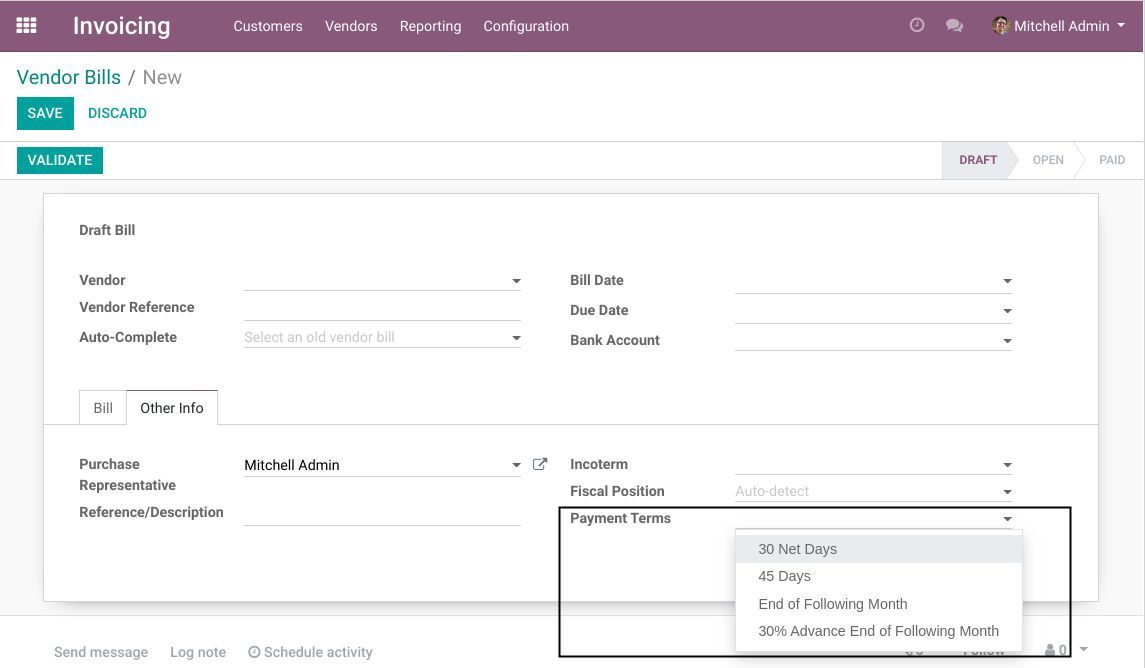 Invoicing
Customers
Vendors
Reporting
Configuration
Mitchell Admin
Vendor Bills / New
SAVE
DISCARD
VALIDATE
DRAFT
OPEN
PAID
Draft Bill
Vendor
Bill Date
Vendor Reference
Due Date
Auto-Complete
Select an old vendor bill
Bank Account
Bill
Other Info
Purchase
Representative
Mitchell Admin
Reference/Description
Incoterm
Fiscal Position
Auto-detect
Payment Terms
30 Net Days
45 Days
End of Following Month
30% Advance End of Following Month
Send message
Log note
Schedule activity
0